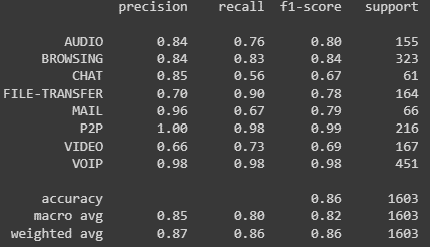 precision recall f1-score support
AUDIO 0.84 0.76 0.80 155
BROWSING 0.84 0.83 0.84 323
CHAT 0.85 0.56 0.67 61
FILE-TRANSFER 0.70 0.90 0.78 164
MAIL 0.96 0.67 0.79 66
P2P 1.00 0.98 0.99 216
VIDEO 0.66 0.73 0.69 167
VOIP 0.98 0.98 0.98 451
accuracy 0.86 1603
macro avg 0.85 0.80 0.82 1603
weighted avg 0.87 0.86 0.86 1603